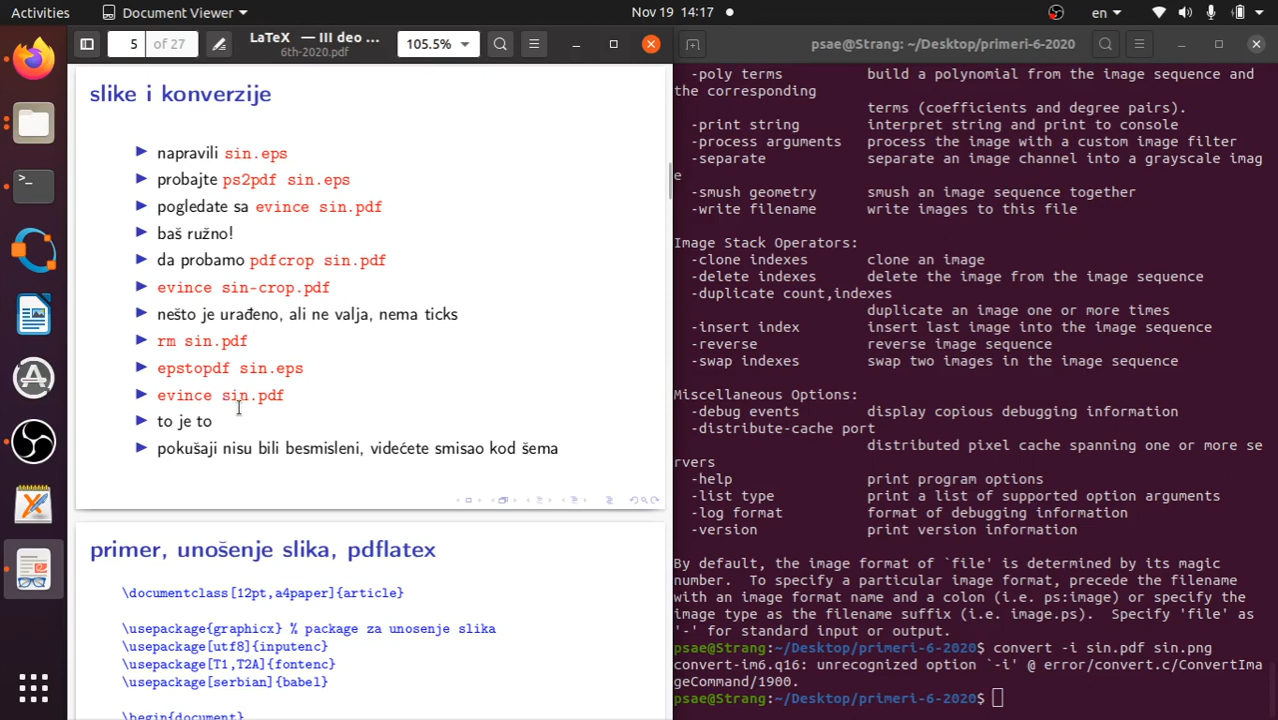 Activities
Document Viewer
Nov 19 14:17
en
5
of 27
LaTeX — III deo ...
6th-2020.pdf
105.5%
psae@Strang: ~/Desktop/primeri-6-2020
slike i konverzije
napravili sin.eps
probajte ps2pdf sin.eps
pogledate sa evince sin.pdf
baš ružno!
da probamo pdfcrop sin.pdf
evince sin-crop.pdf
nešto je urađeno, ali ne valja, nema ticks
rm sin.pdf
epstopdf sin.eps
evince sin.pdf
to je to
pokušaji nisu bili besmisleni, videćete smisao kod šema
primer, unošenje slika, pdflatex
\documentclass[12pt,a4paper]{article}
\usepackage{graphicx} % package za unosenje slika
\usepackage[utf8]{inputenc}
\usepackage[T1,T2A]{fontenc}
\usepackage[serbian]{babel}
\begin{document}
-poly terms build a polynomial from the image sequence and
the corresponding
terms (coefficients and degree pairs).
-print string interpret string and print to console
-process arguments process the image with a custom image filter
-separate separate an image channel into a grayscale imag
e
-smush geometry smush an image sequence together
-write filename write images to this file
Image Stack Operators:
-clone indexes clone an image
-delete indexes delete the image from the image sequence
-duplicate count,indexes
duplicate an image one or more times
-insert index insert last image into the image sequence
-reverse reverse image sequence
-swap indexes swap two images in the image sequence
Miscellaneous Options:
-debug events display copious debugging information
-distribute-cache port
distributed pixel cache spanning one or more se
rvers
-help print program options
-list type print a list of supported option arguments
-log format format of debugging information
-version print version information
By default, the image format of `file' is determined by its magic
number. To specify a particular image format, precede the filename
with an image format name and a colon (i.e. ps:image) or specify the
image type as the filename suffix (i.e. image.ps). Specify 'file' as
'-' for standard input or output.
psae@Strang:~/Desktop/primeri-6-2020$ convert -i sin.pdf sin.png
convert-im6.q16: unrecognized option `-i' @ error/convert.c/ConvertIma
geCommand/1900.
psae@Strang:~/Desktop/primeri-6-2020$